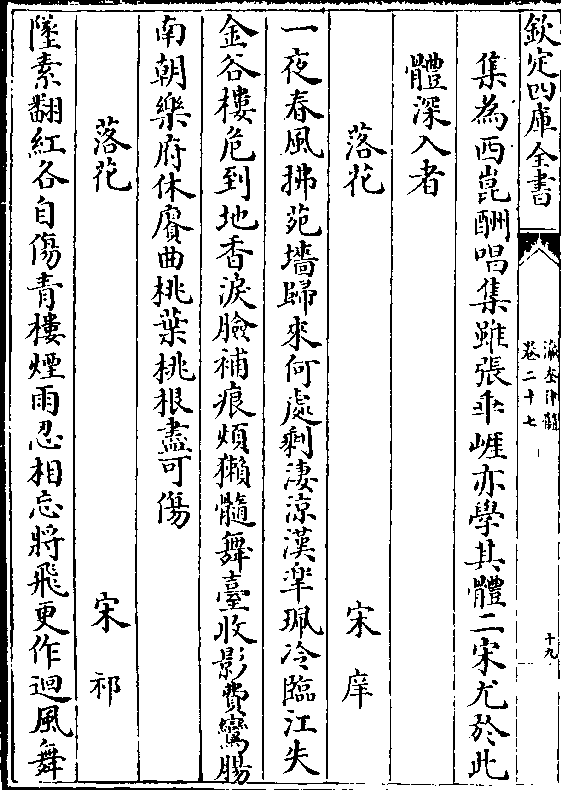 欽定四庫全書
瀛奎律髓
卷二十七
十九
集為西崑酬唱集雖張乖崖亦學其體二宋尤於此
體深入者
落花 宋庠
一夜春風拂苑墻歸來何處剩淒涼漢臯珮冷臨江失
金谷樓危到地香淚臉補痕煩獺髓舞臺收影費鸞腸
南朝樂府休賡曲桃葉桃根盡可傷
落花 宋祁
墜素翻紅各自傷青樓煙雨忍相忘將飛更作迴風舞